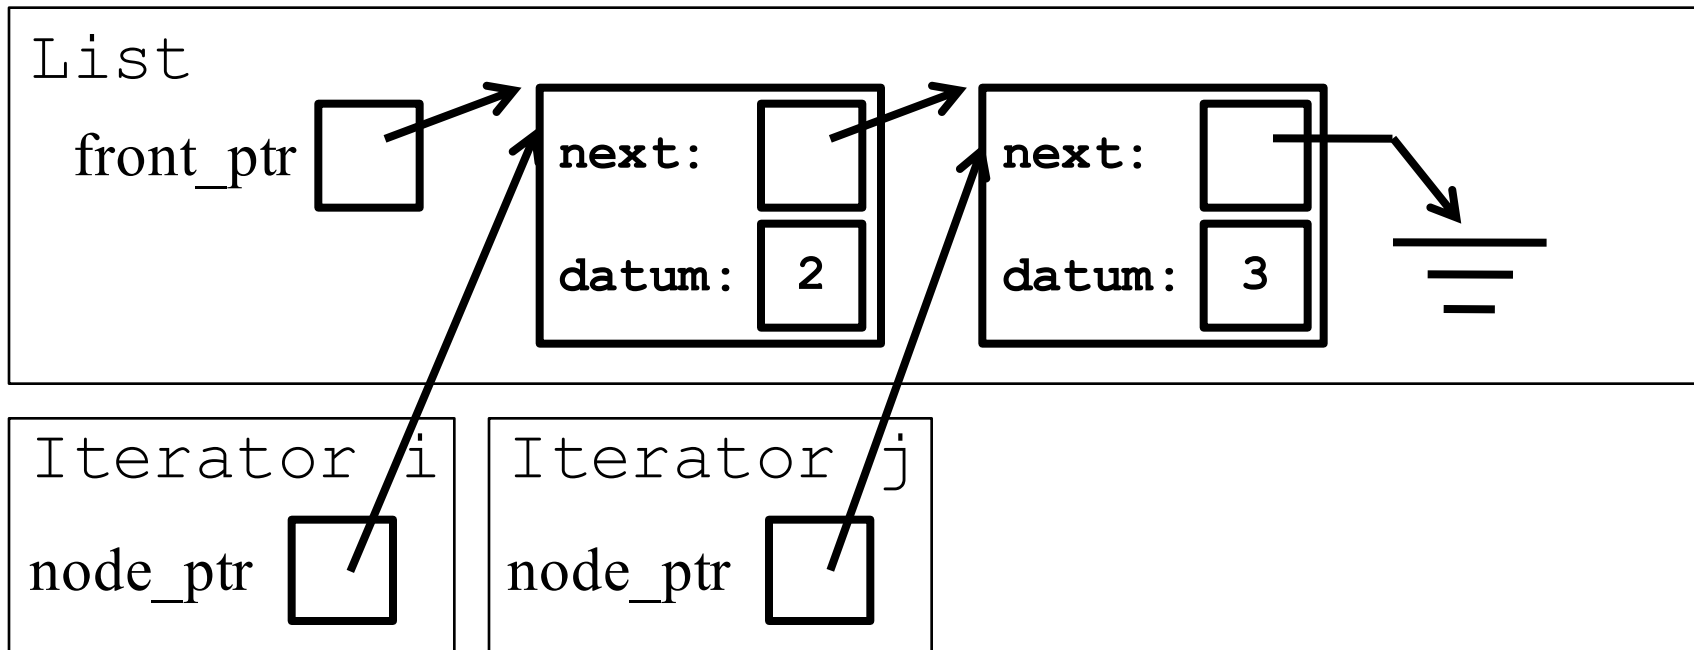 List
front_ptr
next:
next:
datum: 2
datum: 3
Iterator i
Iterator j
node_ptr
node_ptr